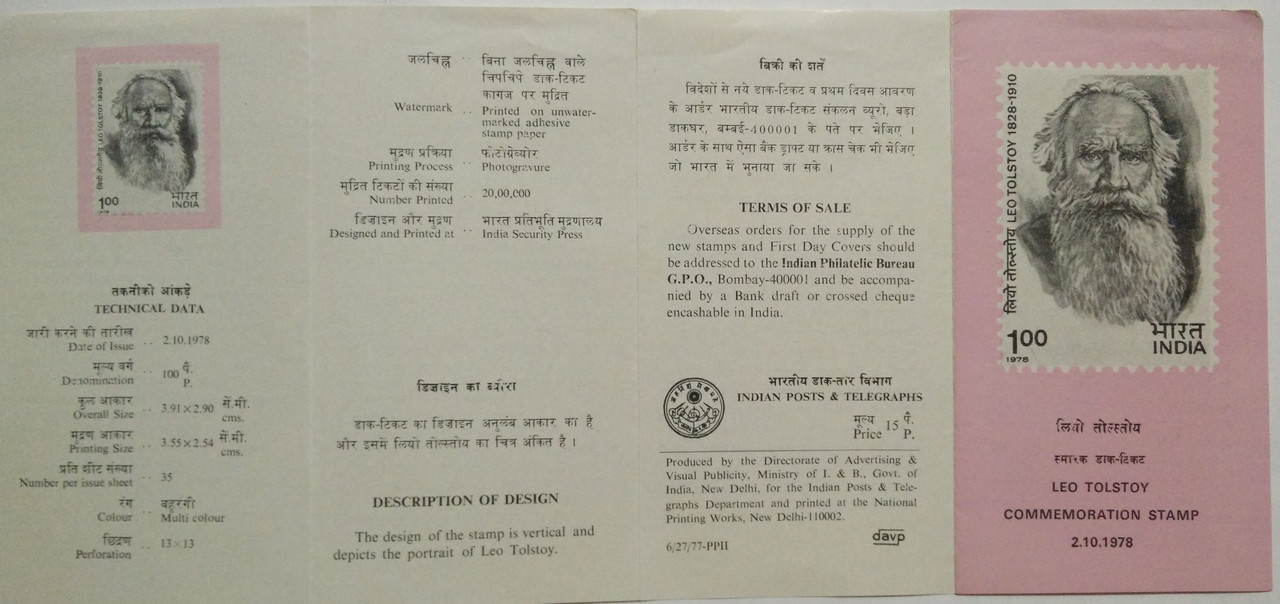 लियो तोल्स्तोय LEO TOLSTOY 1828-1910
100
भारत
INDIA
तकनीकी आंकड़े
TECHNICAL DATA
जारी करने की तारीख
Date of Issue .. 2.10.1978
मूल्य वर्ग
Denomination .. 100 पै. P.
कुल आकार
Overall Size .. 3.91×2.90 सें.मी. cms.
मुद्रण आकार
Printing Size .. 3.55×2.54 सें.मी. cms.
प्रति शीट संख्या
Number per issue sheet .. 35
रंग .. बहुरंगी
Colour .. Multi colour
छिद्रण
Perforation .. 13×13
जलचिह्न .. बिना जलचिह्न वाले
चिपचिपे डाक-टिकट
कागज पर मुद्रित
Watermark .. Printed on unwater-
marked adhesive
stamp paper
मुद्रण प्रक्रिया .. फोटोग्रेव्योर
Printing Process .. Photogravure
मुद्रित टिकटों की संख्या
Number Printed .. 20,00,000
डिजाइन और मुद्रण .. भारत प्रतिभूति मुद्रणालय
Designed and Printed at .. India Security Press
डिजाइन का ब्योरा
डाक-टिकट का डिजाइन अनुलंब आकार का है
और इसमें लियो तोल्स्तोय का चित्र अंकित है ।
DESCRIPTION OF DESIGN
The design of the stamp is vertical and
depicts the portrait of Leo Tolstoy.
बिक्री की शर्तें
विदेशों से नये डाक-टिकट व प्रथम दिवस आवरण
के आर्डर भारतीय डाक-टिकट संकलन ब्यूरो, बड़ा
डाकघर, बम्बई-400001 के पते पर भेजिए ।
आर्डर के साथ ऐसा बैंक ड्राफ्ट या क्रास चेक भी भेजिए
जो भारत में भुनाया जा सके ।
TERMS OF SALE
Overseas orders for the supply of the
new stamps and First Day Covers should
be addressed to the Indian Philatelic Bureau
G.P.O., Bombay-400001 and be accompa-
nied by a Bank draft or crossed cheque
encashable in India.
भारतीय डाक-तार विभाग
INDIAN POSTS & TELEGRAPHS
मूल्य 15 पै.
Price P.
Produced by the Directorate of Advertising &
Visual Publicity, Ministry of I. & B., Govt. of
India, New Delhi, for the Indian Posts & Tele-
graphs Department and printed at the National
Printing Works, New Delhi-110002.
6/27/77-PPII
davp
लियो तोल्स्तोय LEO TOLSTOY 1828-1910
100
1978
भारत
INDIA
लियो तोल्स्तोय
स्मारक डाक-टिकट
LEO TOLSTOY
COMMEMORATION STAMP
2.10.1978